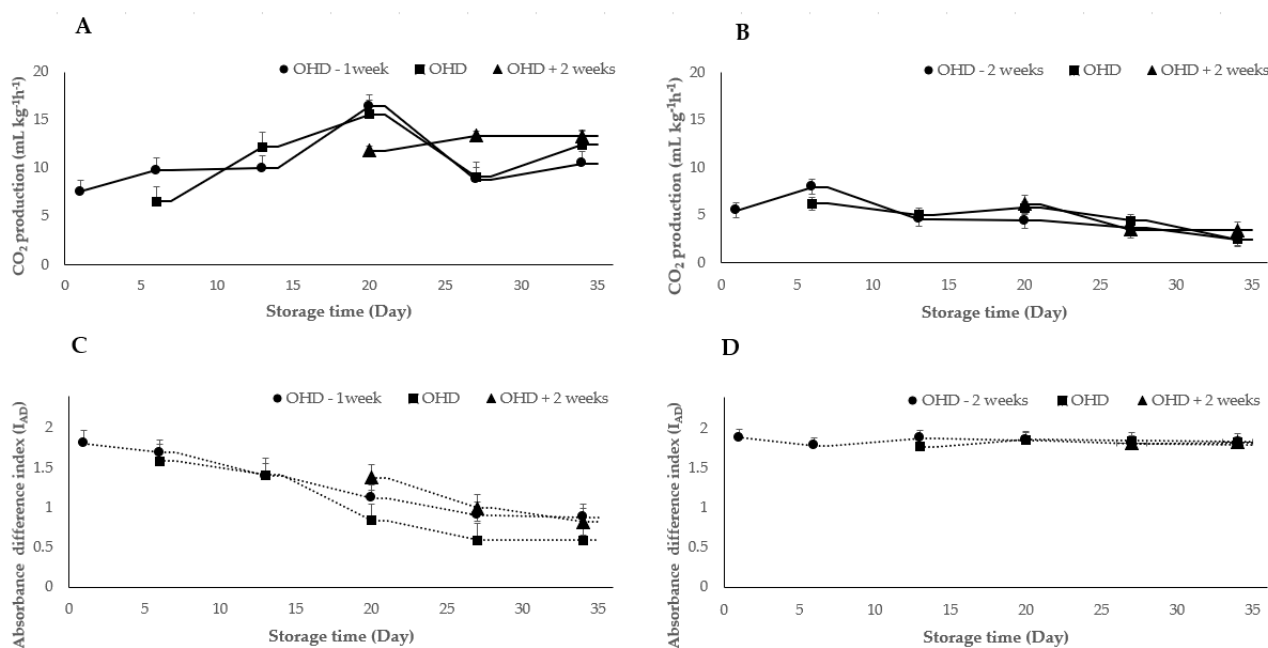 A
OHD - 1week OHD OHD + 2 weeks
CO2 production (mL kg-1h-1)
20
15
10
5
0
0 5 10 15 20 25 30 35
Storage time (Day)
B
OHD - 2 weeks OHD OHD + 2 weeks
CO2 production (mL kg-1h-1)
20
15
10
5
0
0 5 10 15 20 25 30 35
Storage time (Day)
C
OHD - 1week OHD OHD + 2 weeks
Absorbance difference index (IAD)
2
1.5
1
0.5
0
0 5 10 15 20 25 30 35
Storage time (Day)
D
OHD - 2 weeks OHD OHD + 2 weeks
Absorbance difference index (IAD)
2
1.5
1
0.5
0
0 5 10 15 20 25 30 35
Storage time (Day)